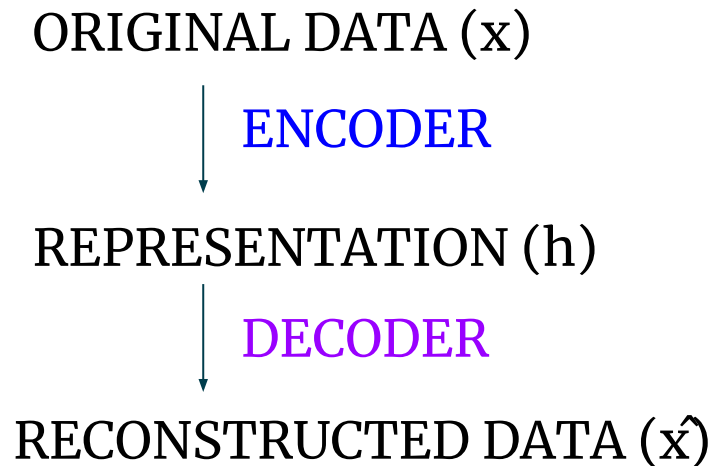 ORIGINAL DATA (x)
ENCODER
REPRESENTATION (h)
DECODER
RECONSTRUCTED DATA (x̂)